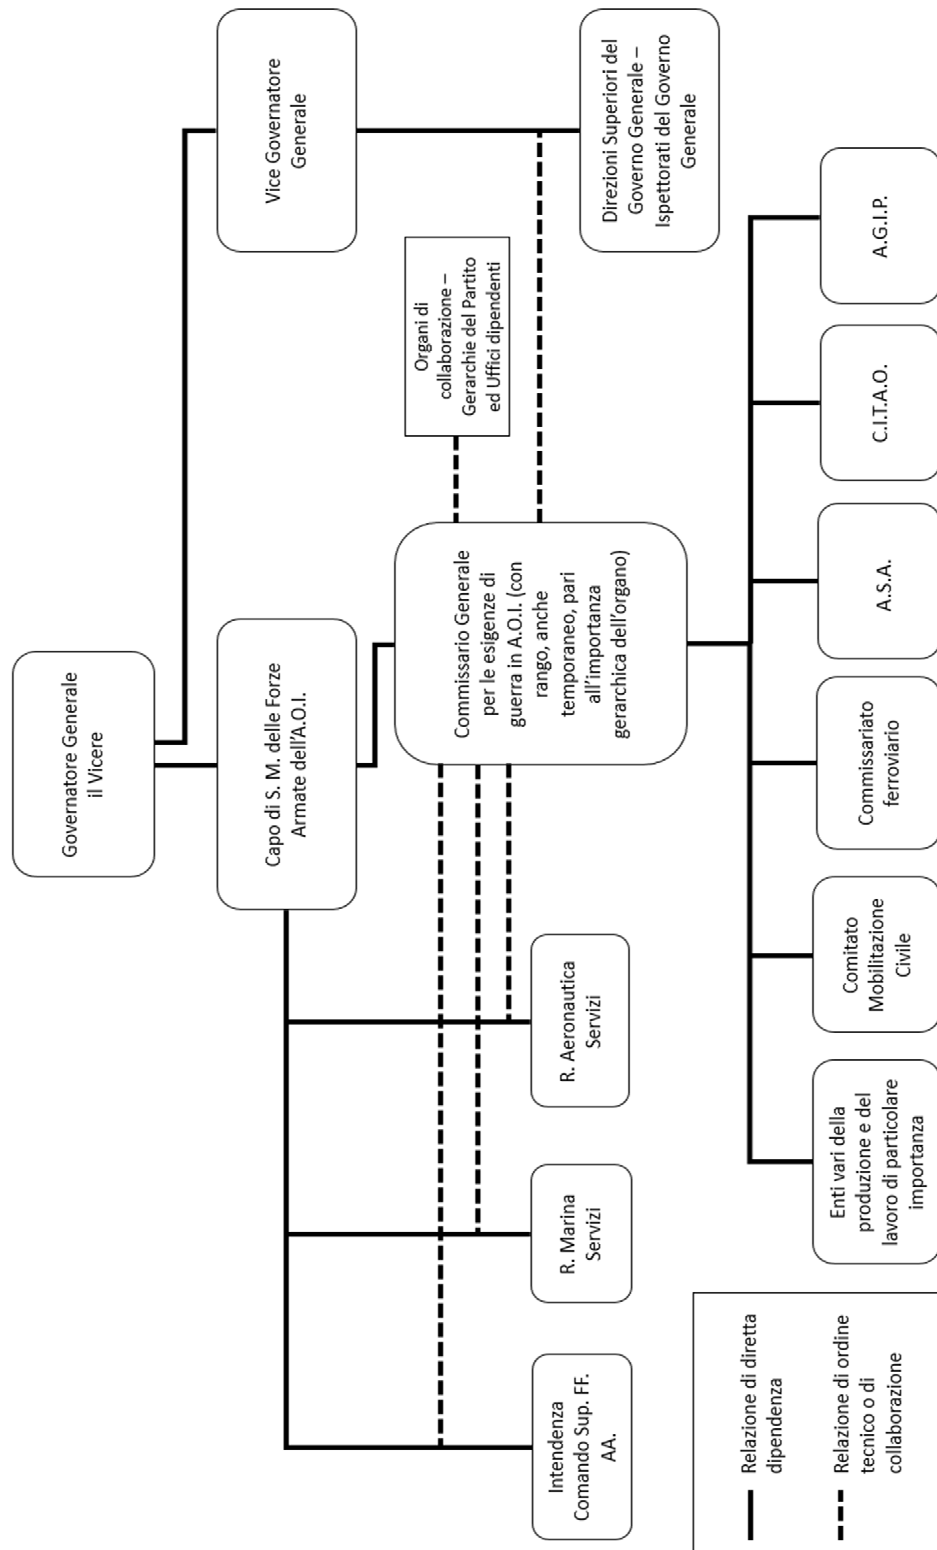 Governatore Generale
il Vicere
Capo di S. M. delle Forze
Armate dell'A.O.I.
Vice Governatore
Generale
Organi di
collaborazione –
Gerarchie del Partito
ed Uffici dipendenti
Commissario Generale
per le esigenze di
guerra in A.O.I. (con
rango, anche
temporaneo, pari
all'importanza
gerarchica dell'organo)
Direzioni Superiori del
Governo Generale –
Ispettorati del Governo
Generale
Intendenza
Comando Sup. FF.
AA.
R. Marina
Servizi
R. Aeronautica
Servizi
Enti vari della
produzione e del
lavoro di particolare
importanza
Comitato
Mobilitazione
Civile
Commissariato
ferroviario
A.S.A.
C.I.T.A.O.
A.G.I.P.
Relazione di diretta
dipendenza
Relazione di ordine
tecnico o di
collaborazione